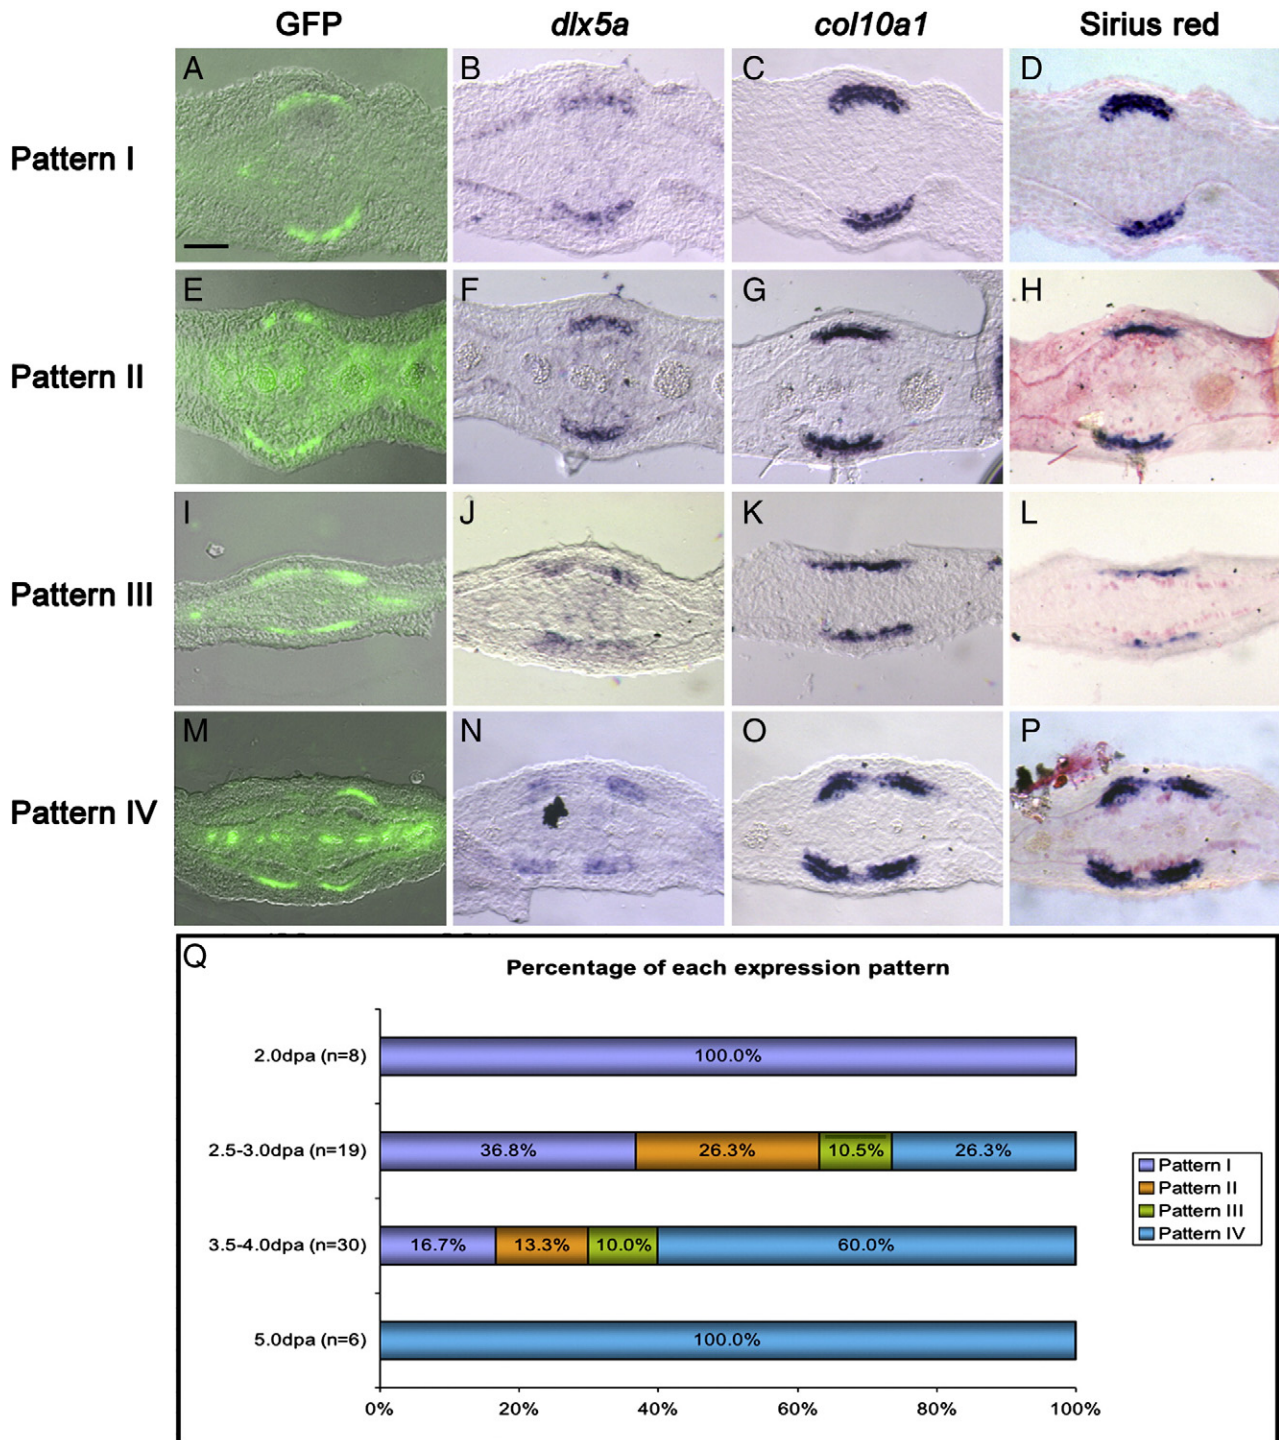 GFP dlx5a col10a1 Sirius red
Pattern I A B C D
Pattern II E F G H
Pattern III I J K L
Pattern IV M N O P
Q
Percentage of each expression pattern
2.0dpa (n=8) 100.0%
2.5-3.0dpa (n=19) 36.8% 26.3% 10.5% 26.3%
3.5-4.0dpa (n=30) 16.7% 13.3% 10.0% 60.0%
5.0dpa (n=6) 100.0%
0% 20% 40% 60% 80% 100%
Pattern I
Pattern II
Pattern III
Pattern IV